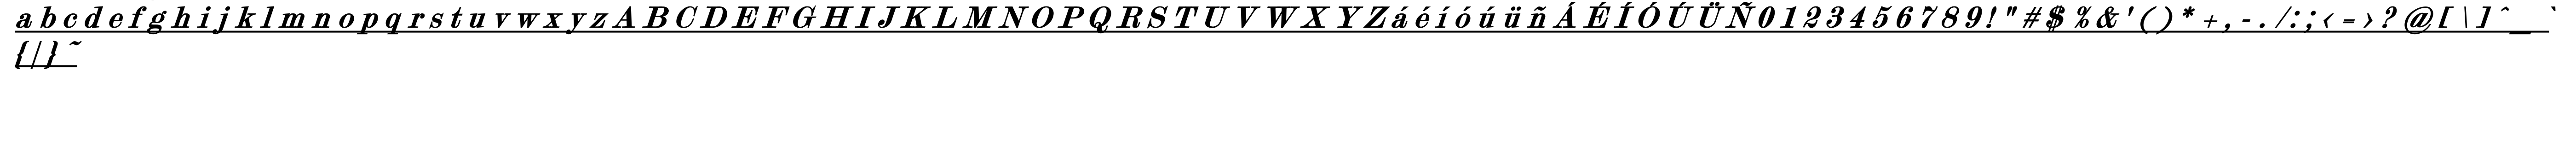 a b c d e f g h i j k l m n o p q r s t u v w x y z A B C D E F G H I J K L M N O P Q R S T U V W X Y Z á é í ó ú ü ñ Á É Í Ó Ú Ü Ñ 0 1 2 3 4 5 6 7 8 9 ! " # $ % & ' ( ) * + , - . / : ; < = > ? @ [ \ ] ^ _ `
{ | } ~